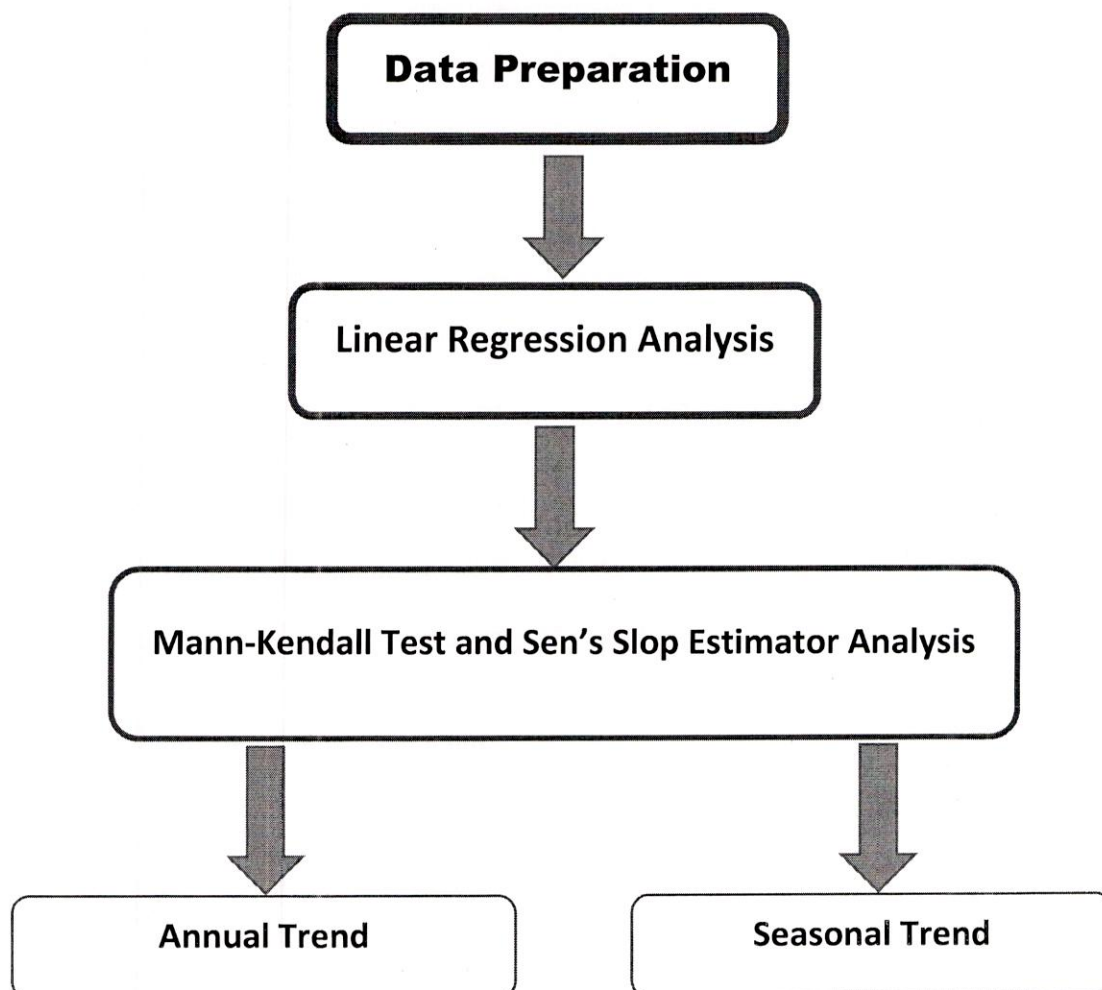 Data Preparation
Linear Regression Analysis
Mann-Kendall Test and Sen’s Slop Estimator Analysis
Annual Trend
Seasonal Trend